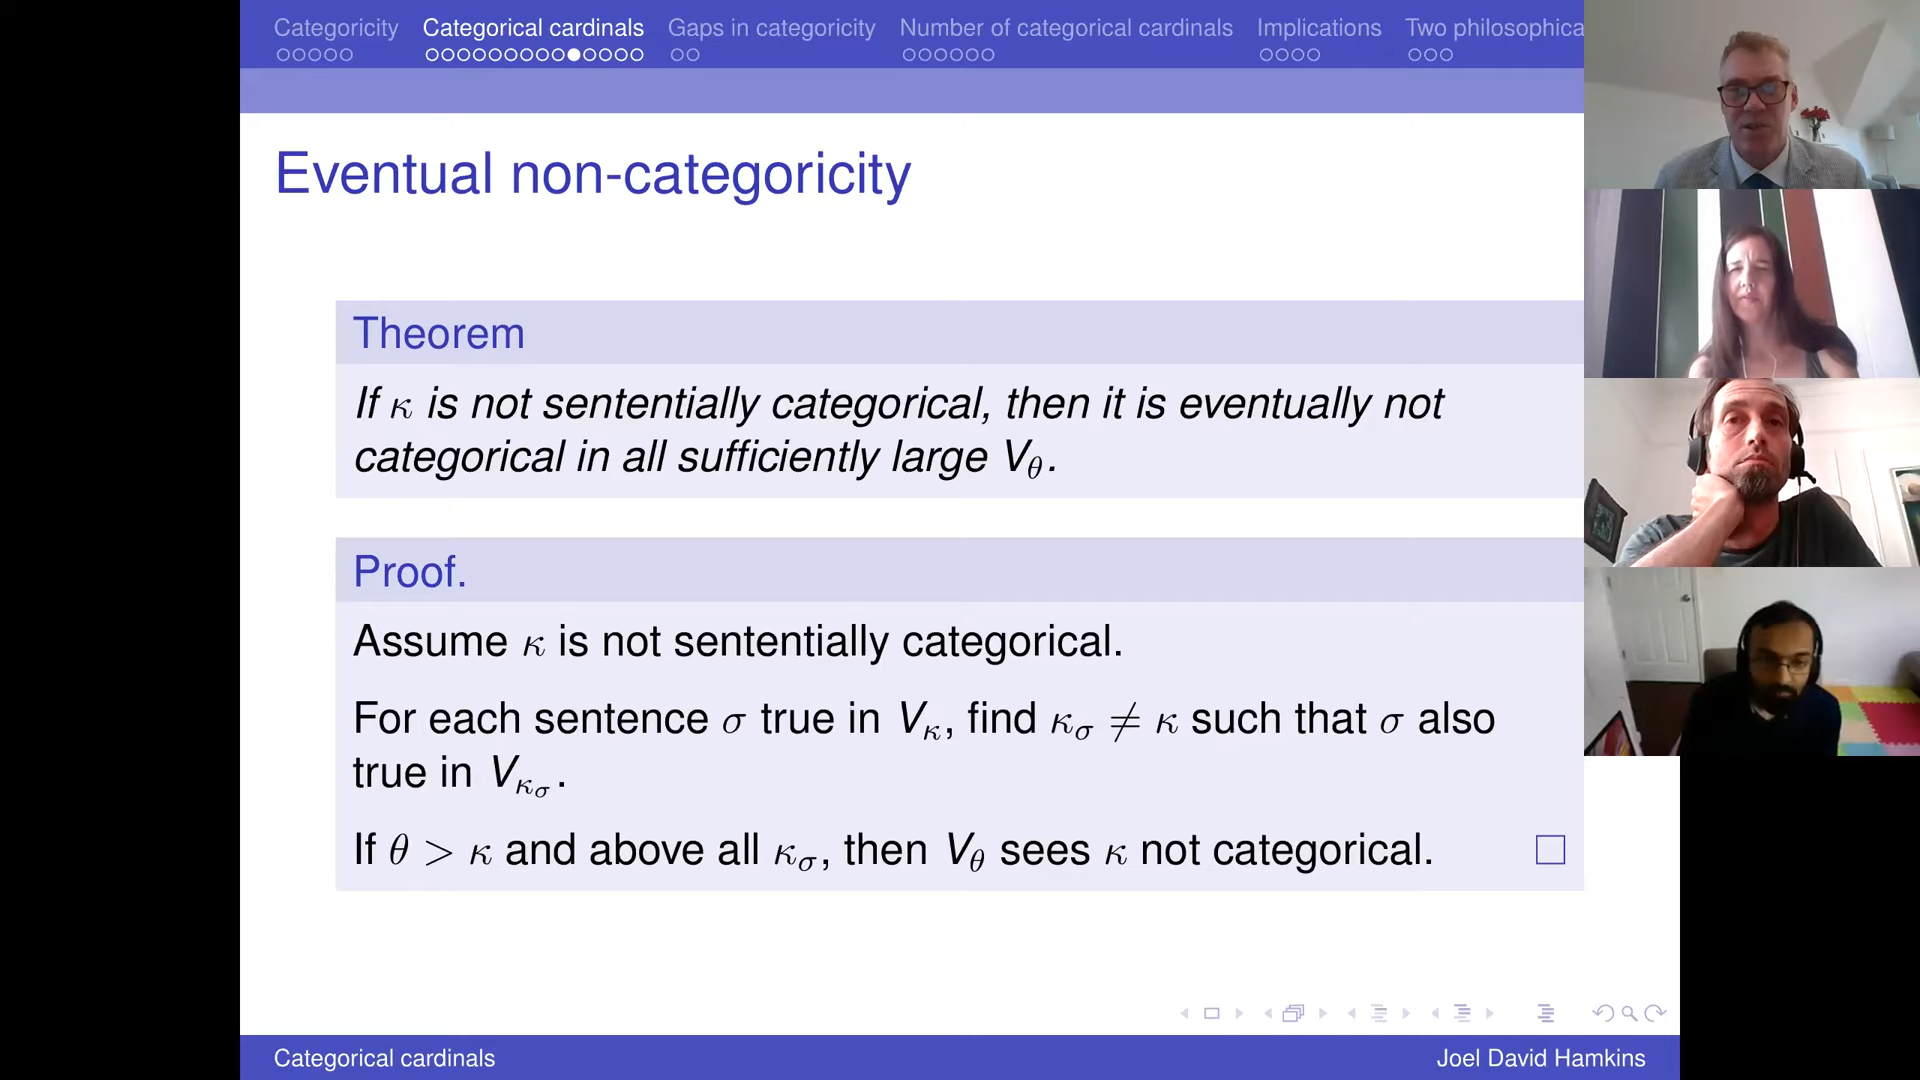 Categoricity Categorical cardinals Gaps in categoricity Number of categorical cardinals Implications Two philosophica
Eventual non-categoricity
Theorem
If κ is not sententially categorical, then it is eventually not
categorical in all sufficiently large V_θ.
Proof.
Assume κ is not sententially categorical.
For each sentence σ true in V_κ, find κ_σ ≠ κ such that σ also
true in V_{κ_σ}.
If θ > κ and above all κ_σ, then V_θ sees κ not categorical. □
Categorical cardinals Joel David Hamkins